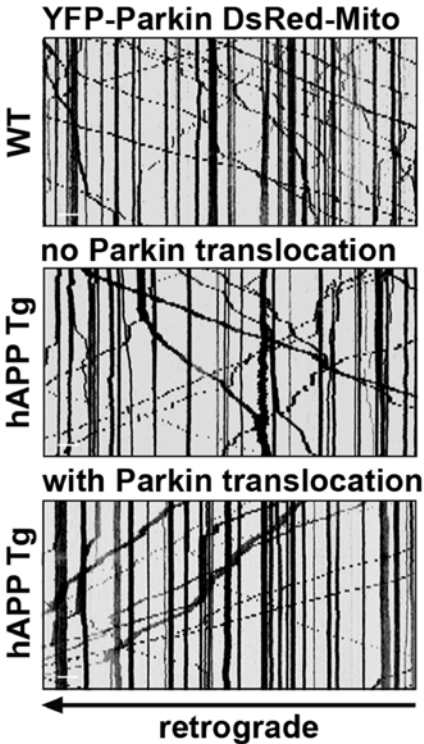 YFP-Parkin DsRed-Mito
WT
no Parkin translocation
hAPP Tg
with Parkin translocation
hAPP Tg
retrograde